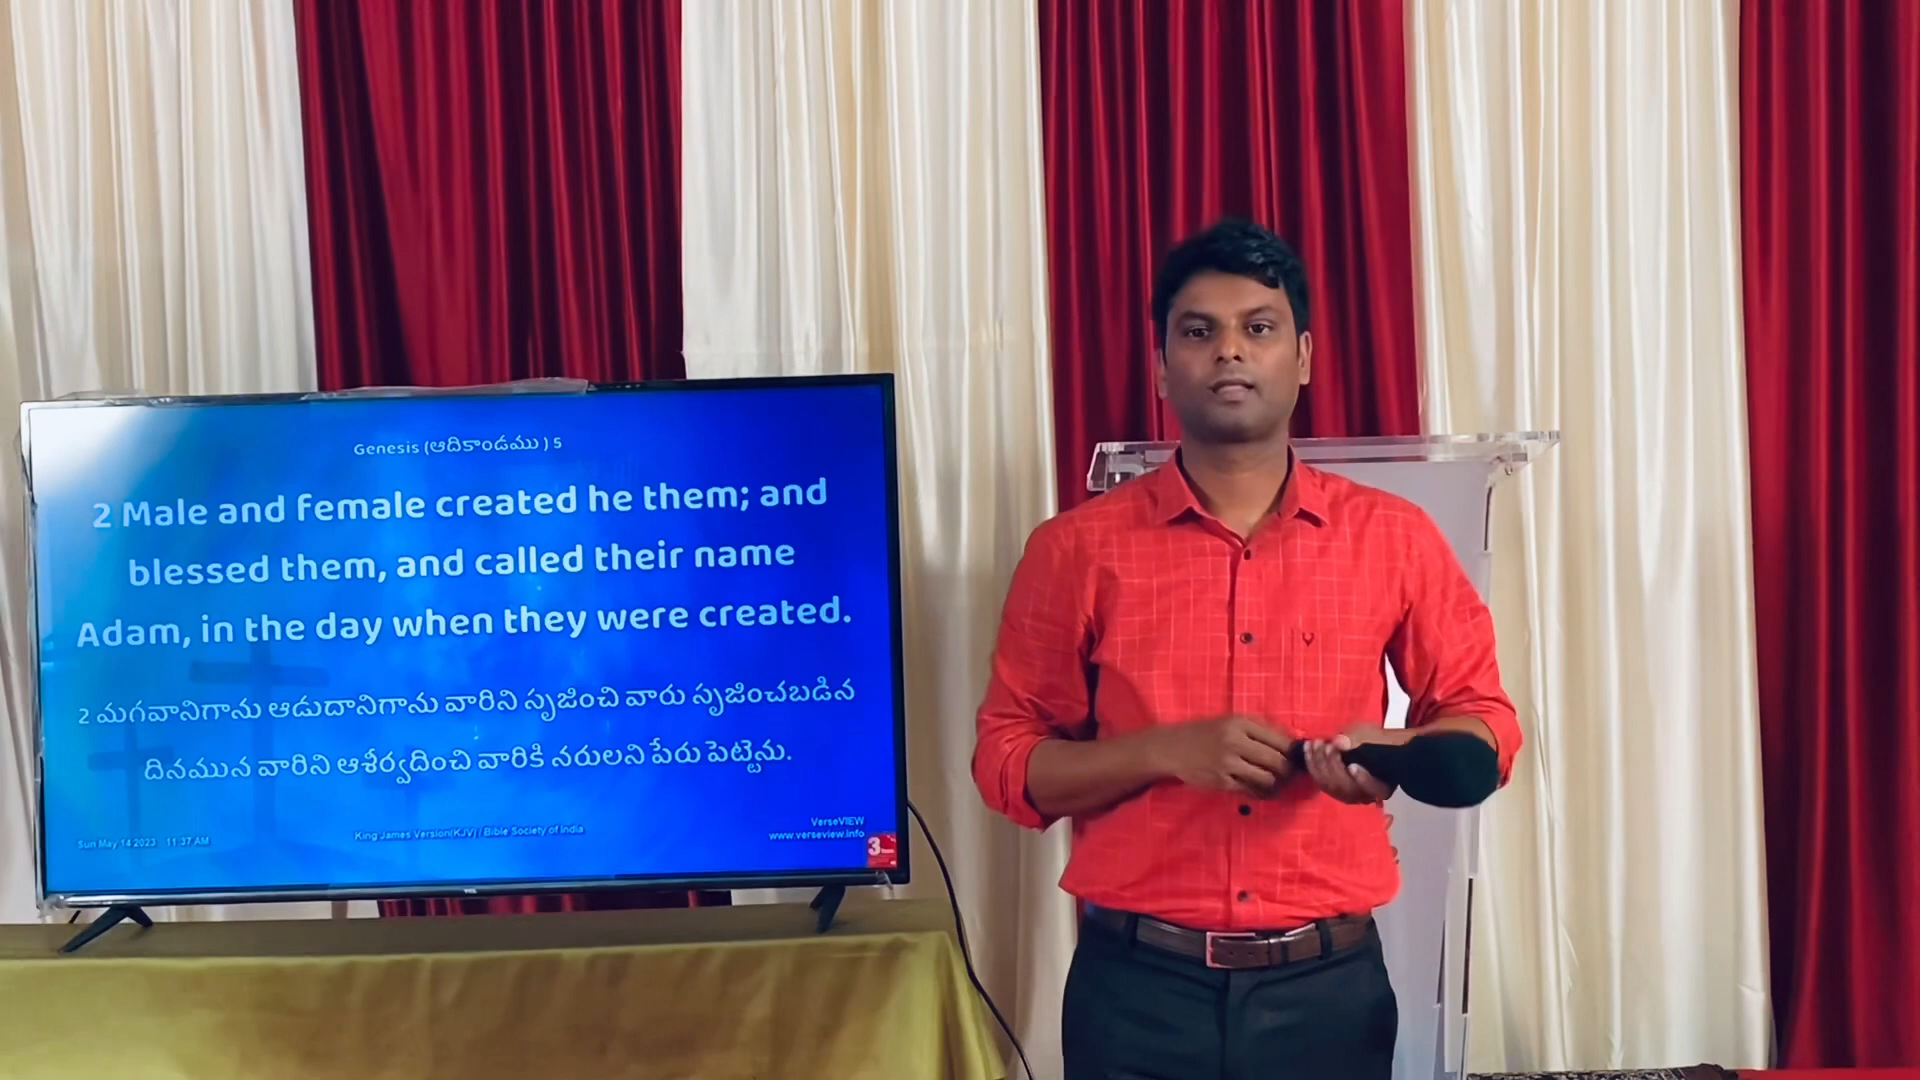 Genesis (ఆదికాండము ) 5
2 Male and female created he them; and
blessed them, and called their name
Adam, in the day when they were created.
2 మగవానిగాను ఆడుదానిగాను వారిని సృజించి వారు సృజించబడిన
దినమున వారిని ఆశీర్వదించి వారికి నరులని పేరు పెట్టెను.
Sun May 14 2023 11:37 AM
King James Version(KJV) / Bible Society of India
VerseVIEW
www.verseview.info
3
TCL